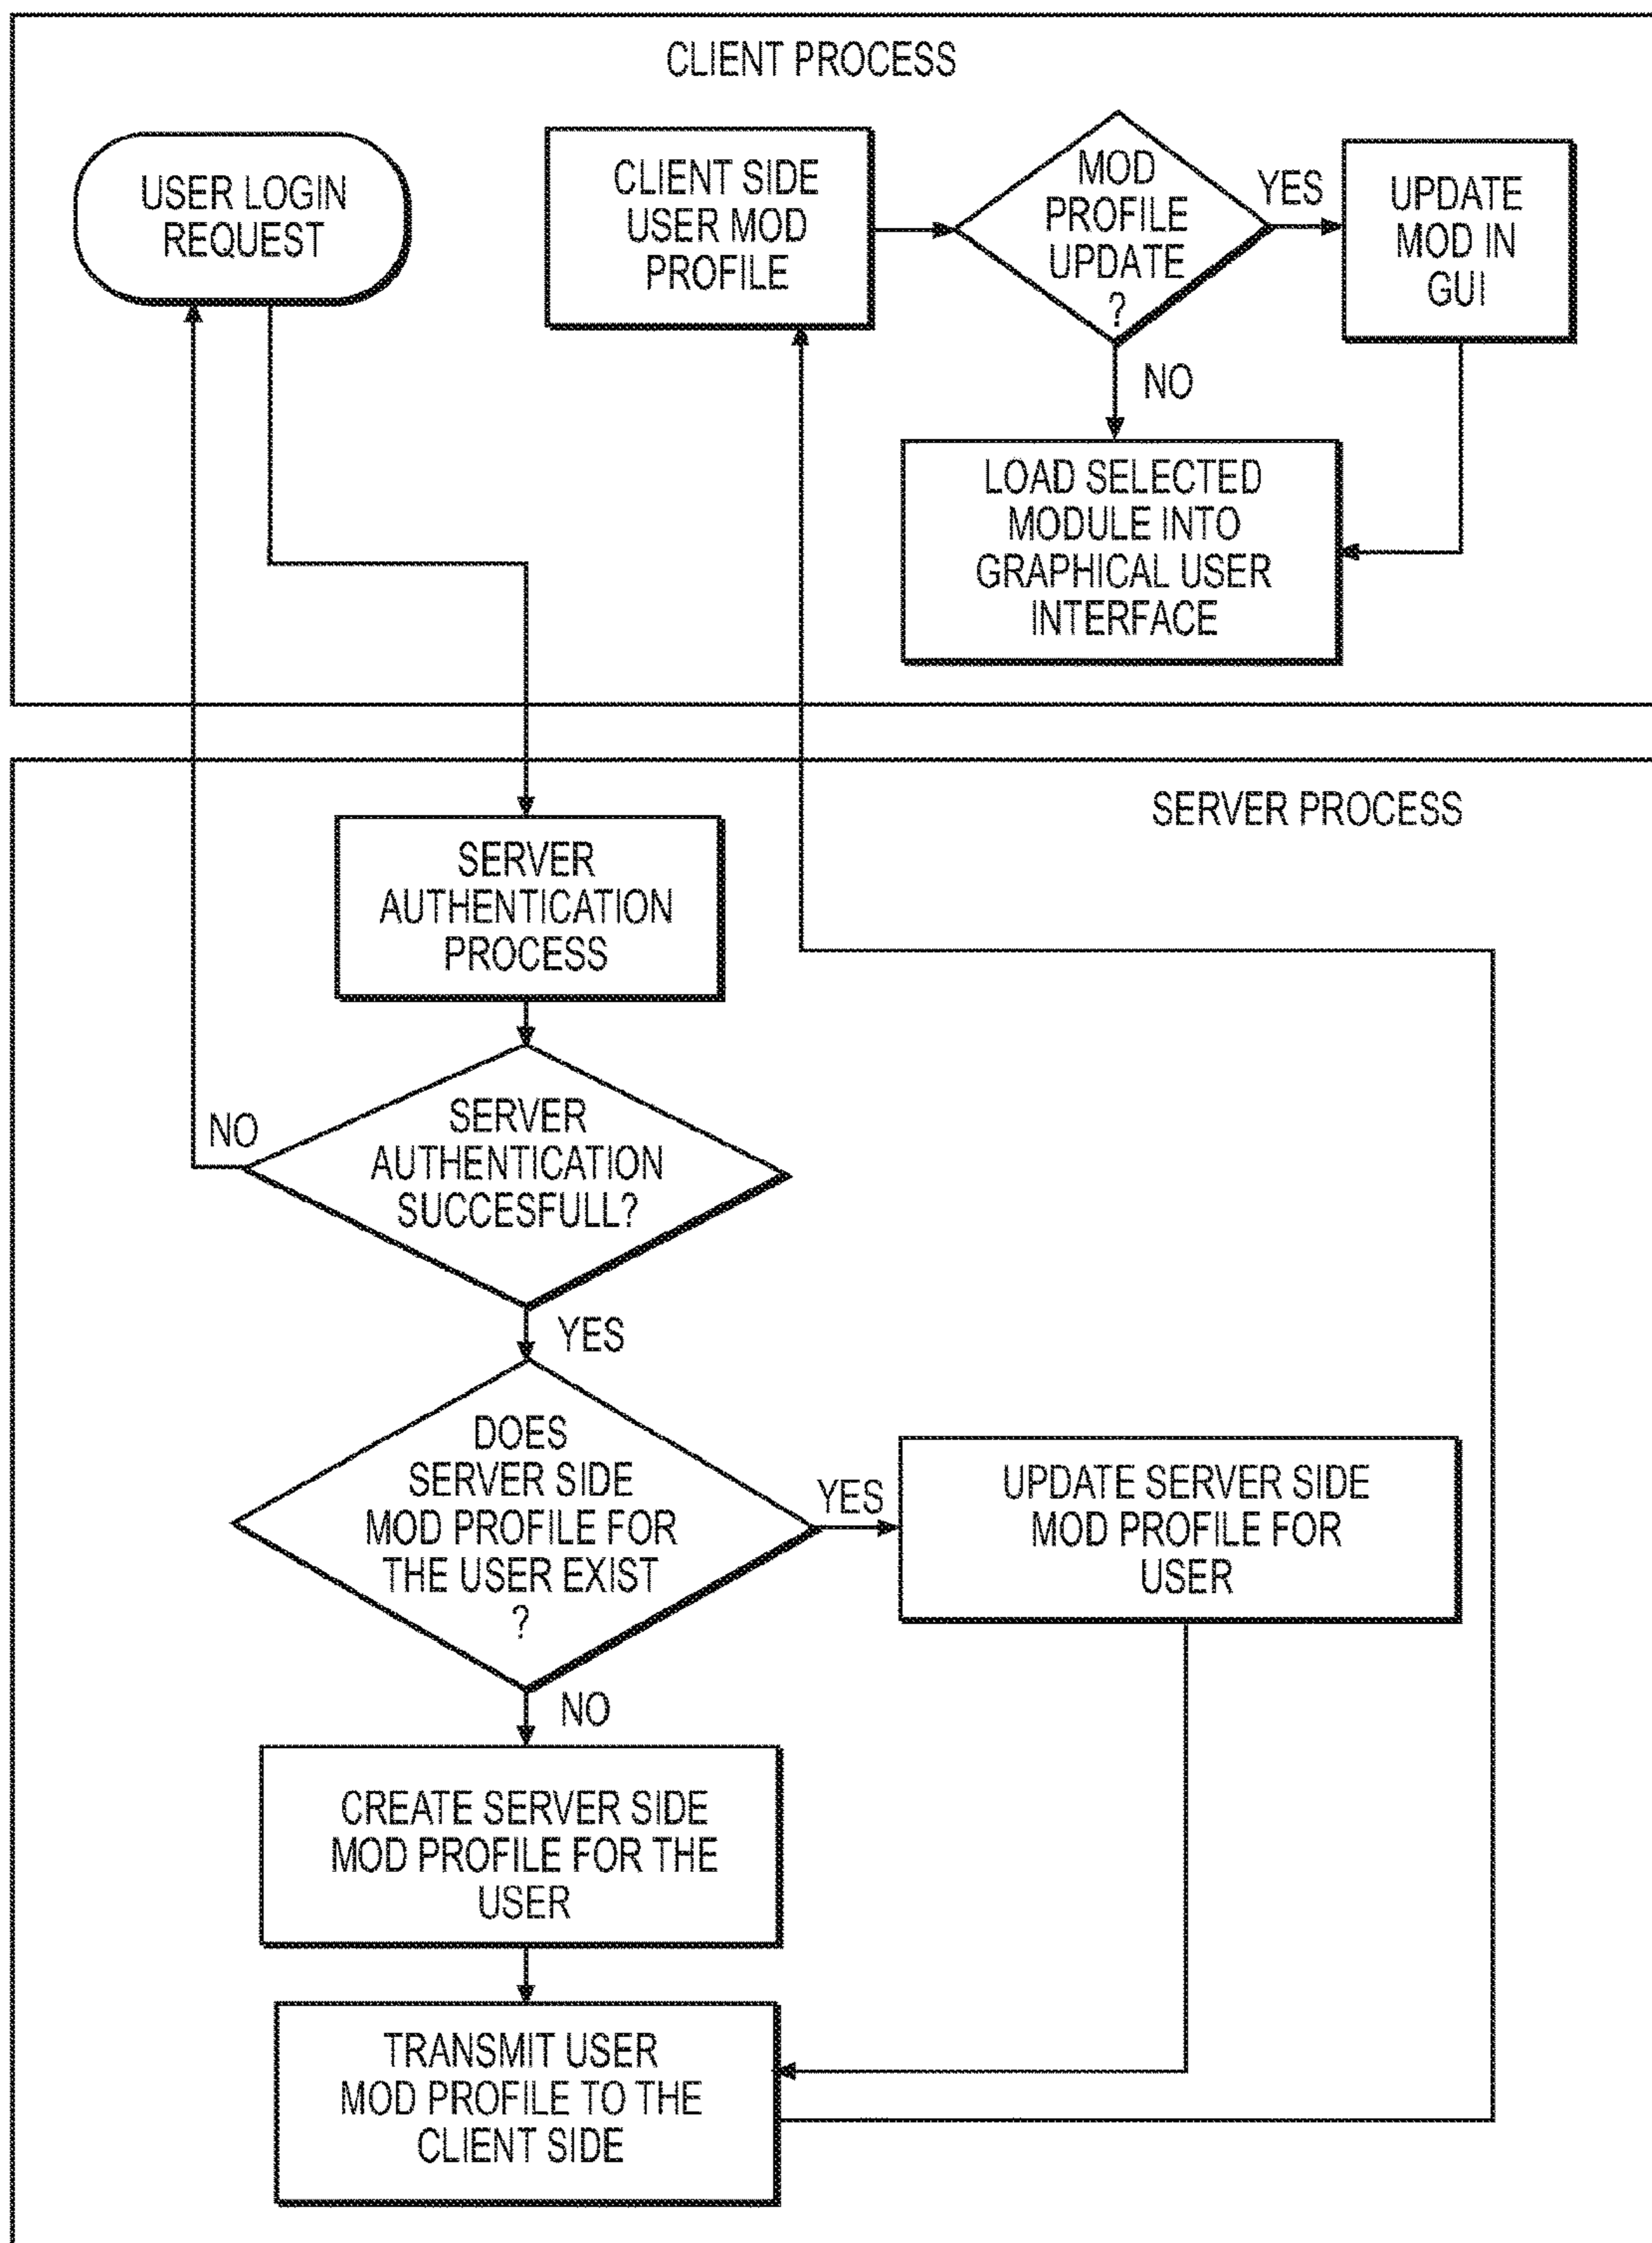 CLIENT PROCESS
USER LOGIN
REQUEST
CLIENT SIDE
USER MOD
PROFILE
MOD
PROFILE
UPDATE
?
YES
UPDATE
MOD IN
GUI
NO
LOAD SELECTED
MODULE INTO
GRAPHICAL USER
INTERFACE
SERVER PROCESS
SERVER
AUTHENTICATION
PROCESS
SERVER
AUTHENTICATION
SUCCESFULL?
NO
YES
DOES
SERVER SIDE
MOD PROFILE FOR
THE USER EXIST
?
YES
UPDATE SERVER SIDE
MOD PROFILE FOR
USER
NO
CREATE SERVER SIDE
MOD PROFILE FOR THE
USER
TRANSMIT USER
MOD PROFILE TO THE
CLIENT SIDE